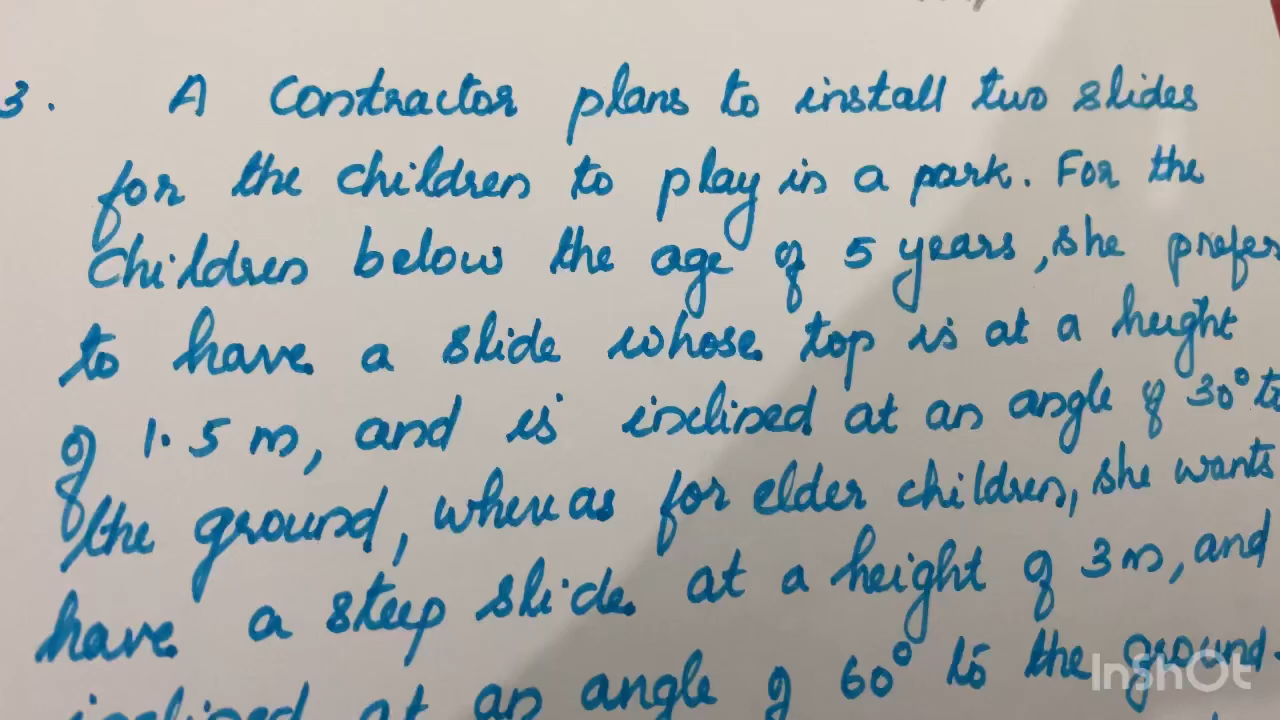 3. A Contractor plans to install two slides
for the children to play in a park. For the
children below the age of 5 years, she prefers
to have a slide whose top is at a height
of 1.5 m, and is inclined at an angle of 30° to
the ground, whereas for elder children, she wants
have a steep slide at a height of 3m, and
inclined at an angle of 60° to the ground.
InShOt